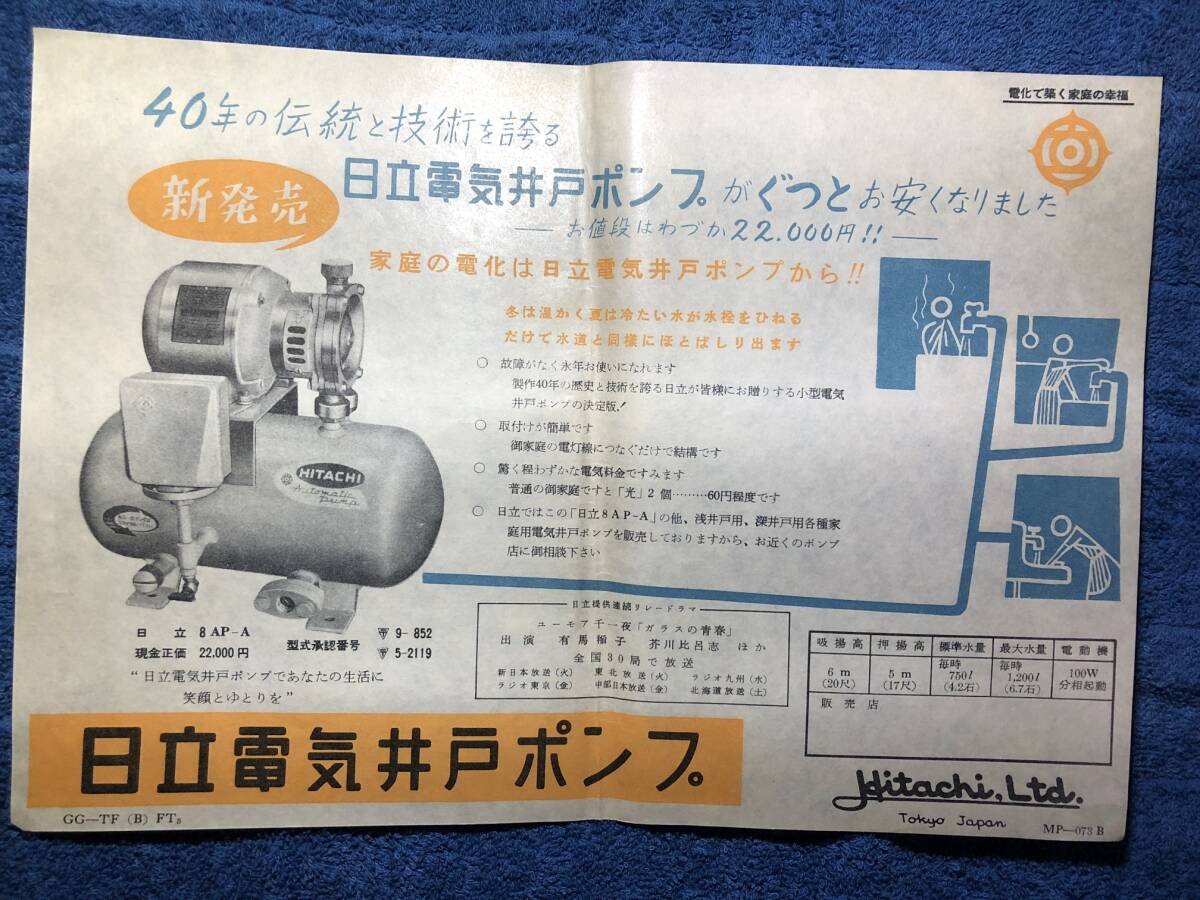 電化で築く家庭の幸福
40年の伝統と技術を誇る
新発売
日立電気井戸ポンプがぐつとお安くなりました
—お値段はわづか22.000円!!—
家庭の電化は日立電気井戸ポンプから!!
冬は温かく夏は冷たい水が水栓をひねる
だけで水道と同様にほとばしり出ます
○ 故障がなく永年お使いになれます
製作40年の歴史と技術を誇る日立が皆様にお贈りする小型電気
井戸ポンプの決定版!
○ 取付けが簡単です
御家庭の電灯線につなぐだけで結構です
○ 驚く程わずかな電気料金ですみます
普通の御家庭ですと「光」2個………60円程度です
○ 日立ではこの「日立8AP-A」の他、浅井戸用、深井戸用各種家
庭用電気井戸ポンプを販売しておりますから、お近くのポンプ
店に御相談下さい
HITACHI
Automatic
Pump
日立 8AP-A 型式承認番号 9-852
現金正価 22,000円 5-2119
"日立電気井戸ポンプであなたの生活に
笑顔とゆとりを"
日立提供連続リレードラマ
ユーモア千一夜「ガラスの青春」
出演 有馬稲子 芥川比呂志 ほか
全国30局で放送
新日本放送(火) 東北放送(火) ラジオ九州(水)
ラジオ東京(金) 中部日本放送(金) 北海道放送(土)
吸揚高 押揚高 標準水量 最大水量 電動機
6m (20尺) 5m (17尺) 毎時 750l (4.2石) 毎時 1,200l (6.7石) 100W 分相起動
販売店
日立電気井戸ポンプ
Hitachi, Ltd.
Tokyo Japan
GG—TF (B) FT₅
MP—073 B